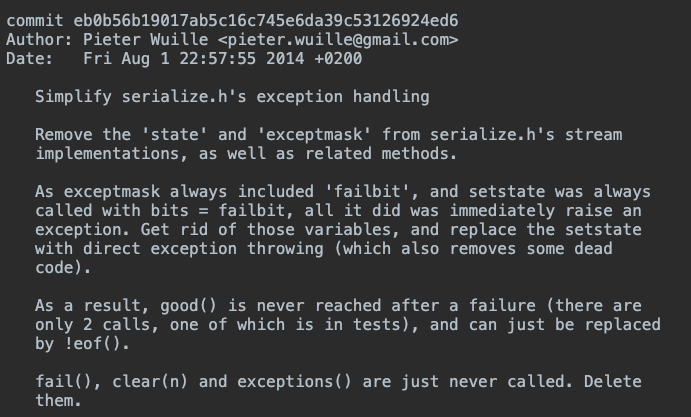 commit eb0b56b19017ab5c16c745e6da39c53126924ed6
Author: Pieter Wuille <pieter.wuille@gmail.com>
Date:   Fri Aug 1 22:57:55 2014 +0200
Simplify serialize.h's exception handling
Remove the 'state' and 'exceptmask' from serialize.h's stream
implementations, as well as related methods.
As exceptmask always included 'failbit', and setstate was always
called with bits = failbit, all it did was immediately raise an
exception. Get rid of those variables, and replace the setstate
with direct exception throwing (which also removes some dead
code).
As a result, good() is never reached after a failure (there are
only 2 calls, one of which is in tests), and can just be replaced
by !eof().
fail(), clear(n) and exceptions() are just never called. Delete
them.